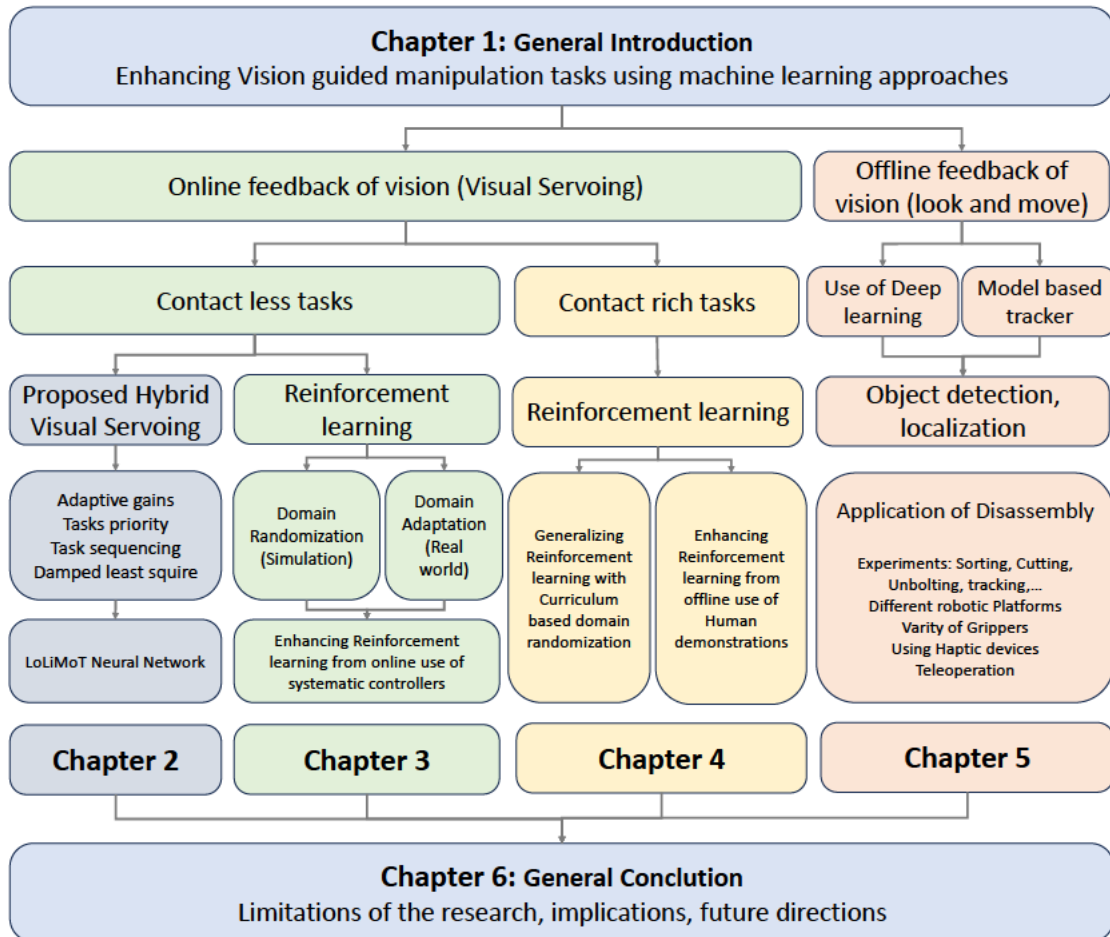 Chapter 1: General Introduction
Enhancing Vision guided manipulation tasks using machine learning approaches
Online feedback of vision (Visual Servoing)
Offline feedback of
vision (look and move)
Contact less tasks
Contact rich tasks
Use of Deep
learning
Model based
tracker
Proposed Hybrid
Visual Servoing
Reinforcement
learning
Reinforcement learning
Object detection,
localization
Adaptive gains
Tasks priority
Task sequencing
Damped least squire
Domain
Randomization
(Simulation)
Domain
Adaptation
(Real
world)
Generalizing
Reinforcement
learning with
Curriculum
based domain
randomization
Enhancing
Reinforcement
learning from
offline use of
Human
demonstrations
Application of Disassembly
Experiments: Sorting, Cutting,
Unbolting, tracking,...
Different robotic Platforms
Varity of Grippers
Using Haptic devices
Teleoperation
LoLiMoT Neural Network
Enhancing Reinforcement
learning from online use of
systematic controllers
Chapter 2
Chapter 3
Chapter 4
Chapter 5
Chapter 6: General Conclution
Limitations of the research, implications, future directions